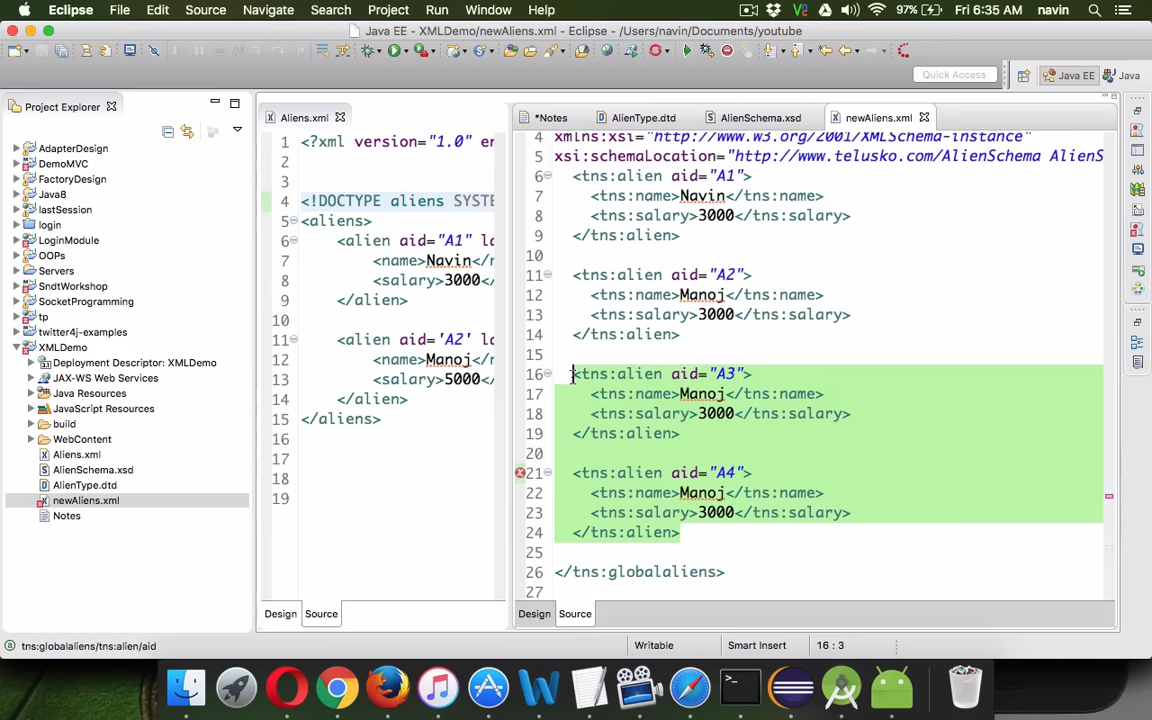 Eclipse File Edit Source Navigate Search Project Run Window Help 97% Fri 6:35 AM navin
Java EE - XMLDemo/newAliens.xml - Eclipse - /Users/navin/Documents/youtube
Quick Access Java EE Java
Project Explorer
AdapterDesign
DemoMVC
FactoryDesign
Java8
lastSession
login
LoginModule
OOPs
Servers
SndtWorkshop
SocketProgramming
tp
twitter4j-examples
XMLDemo
Deployment Descriptor: XMLDemo
JAX-WS Web Services
Java Resources
JavaScript Resources
build
WebContent
Aliens.xml
AlienSchema.xsd
AlienType.dtd
newAliens.xml
Notes
Aliens.xml
1 <?xml version="1.0" en
2
3
4 <!DOCTYPE aliens SYSTE
5 <aliens>
6 <alien aid="A1" la
7 <name>Navin</n
8 <salary>3000</
9 </alien>
10
11 <alien aid='A2' la
12 <name>Manoj</n
13 <salary>5000</
14 </alien>
15 </aliens>
16
17
18
19
Design Source
*Notes AlienType.dtd AlienSchema.xsd newAliens.xml
4 xmlns:xsi="http://www.w3.org/2001/XMLSchema-instance"
5 xsi:schemaLocation="http://www.telusko.com/AlienSchema AlienS
6 <tns:alien aid="A1">
7 <tns:name>Navin</tns:name>
8 <tns:salary>3000</tns:salary>
9 </tns:alien>
10
11 <tns:alien aid="A2">
12 <tns:name>Manoj</tns:name>
13 <tns:salary>3000</tns:salary>
14 </tns:alien>
15
16 <tns:alien aid="A3">
17 <tns:name>Manoj</tns:name>
18 <tns:salary>3000</tns:salary>
19 </tns:alien>
20
21 <tns:alien aid="A4">
22 <tns:name>Manoj</tns:name>
23 <tns:salary>3000</tns:salary>
24 </tns:alien>
25
26 </tns:globalaliens>
27
Design Source
tns:globalaliens/tns:alien/aid Writable Smart Insert 16 : 3